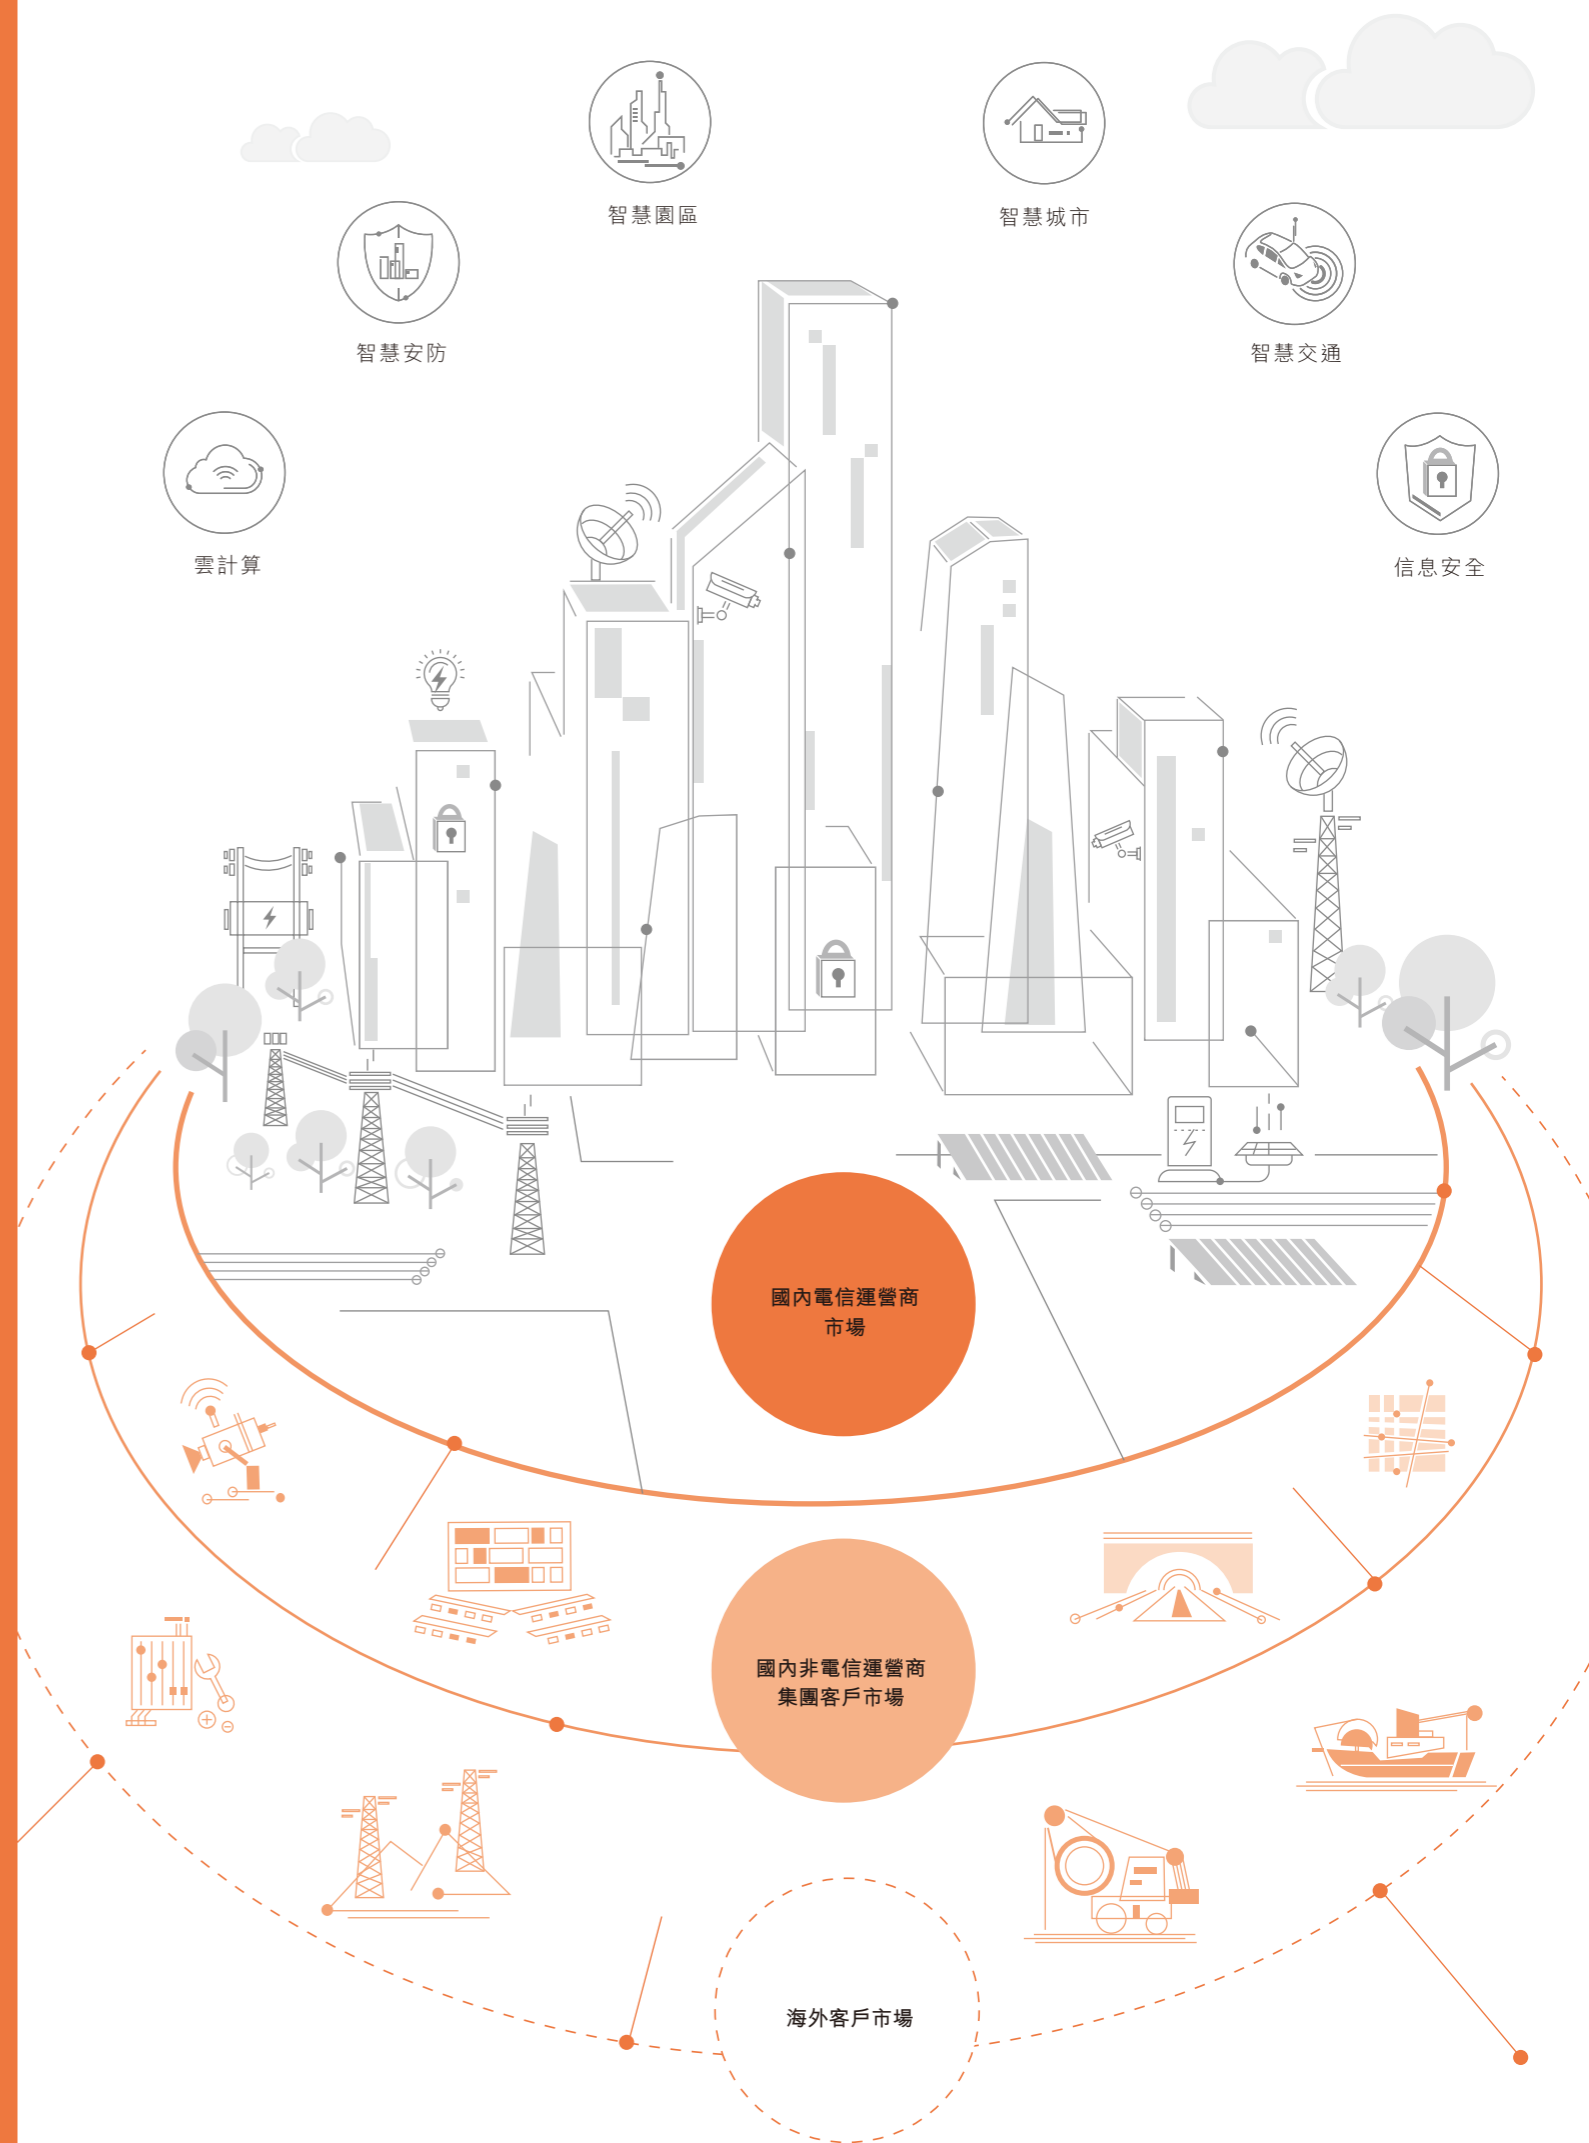 智慧園區
智慧城市
智慧安防
智慧交通
雲計算
信息安全
國內電信運營商
市場
國內非電信運營商
集團客戶市場
海外客戶市場